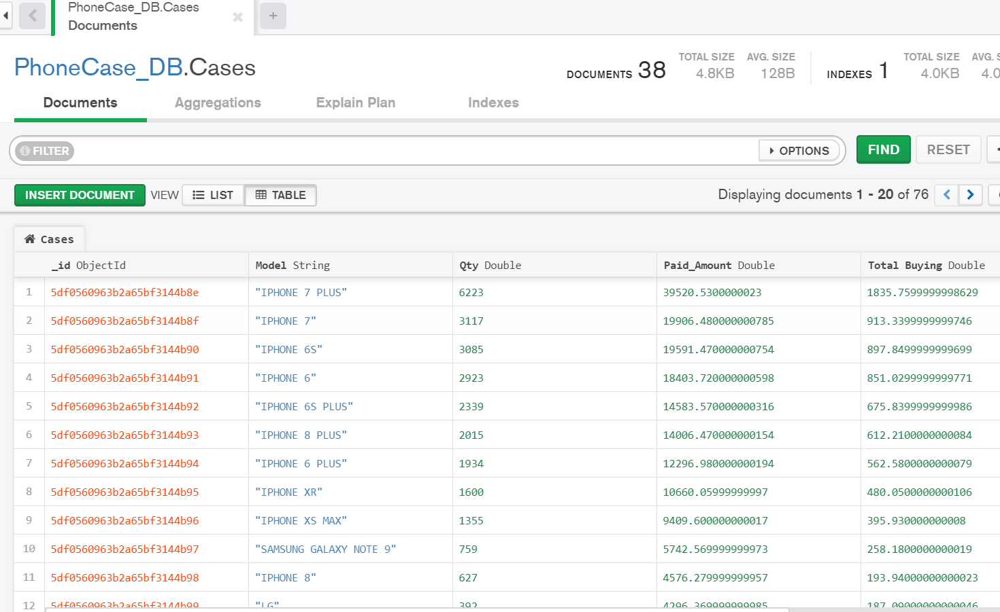 PhoneCase_DB.Cases
Documents
PhoneCase_DB.Cases
DOCUMENTS 38 TOTAL SIZE 4.8KB AVG. SIZE 128B INDEXES 1 TOTAL SIZE 4.0KB AVG. S 4.0
Documents Aggregations Explain Plan Indexes
FILTER OPTIONS FIND RESET
INSERT DOCUMENT VIEW LIST TABLE Displaying documents 1 - 20 of 76
Cases
_id ObjectId Model String Qty Double Paid_Amount Double Total Buying Double
1 5df0560963b2a65bf3144b8e "IPHONE 7 PLUS" 6223 39520.5300000023 1835.7599999998629
2 5df0560963b2a65bf3144b8f "IPHONE 7" 3117 19906.480000000785 913.3399999999746
3 5df0560963b2a65bf3144b90 "IPHONE 6S" 3085 19591.470000000754 897.8499999999699
4 5df0560963b2a65bf3144b91 "IPHONE 6" 2923 18403.720000000598 851.0299999999771
5 5df0560963b2a65bf3144b92 "IPHONE 6S PLUS" 2339 14583.570000000316 675.8399999999986
6 5df0560963b2a65bf3144b93 "IPHONE 8 PLUS" 2015 14006.470000000154 612.2100000000084
7 5df0560963b2a65bf3144b94 "IPHONE 6 PLUS" 1934 12296.980000000194 562.5800000000079
8 5df0560963b2a65bf3144b95 "IPHONE XR" 1600 10660.05999999997 480.0500000000106
9 5df0560963b2a65bf3144b96 "IPHONE XS MAX" 1355 9409.600000000017 395.930000000008
10 5df0560963b2a65bf3144b97 "SAMSUNG GALAXY NOTE 9" 759 5742.569999999973 258.1800000000019
11 5df0560963b2a65bf3144b98 "IPHONE 8" 627 4576.279999999957 193.94000000000023
12 5df0560963b2a65bf3144b99 "LG" 392 4296.369999999985 187.09000000000046